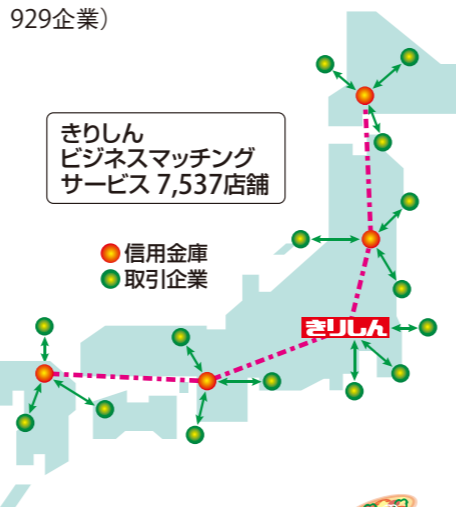 929企業）
きりしん
ビジネスマッチング
サービス 7,537店舗
信用金庫
取引企業
きりしん